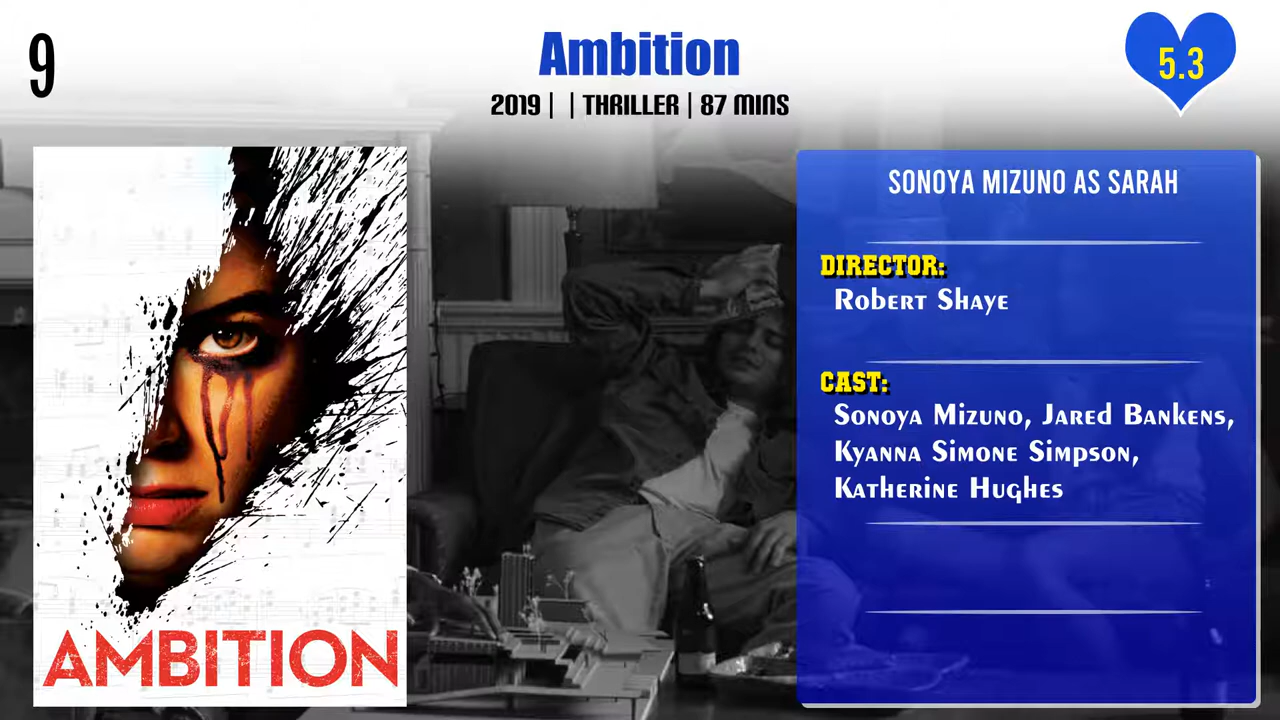 9
Ambition
5.3
2019 | | THRILLER | 87 MINS
SONOYA MIZUNO AS SARAH
DIRECTOR:
Robert Shaye
CAST:
Sonoya Mizuno, Jared Bankens,
Kyanna Simone Simpson,
Katherine Hughes
AMBITION